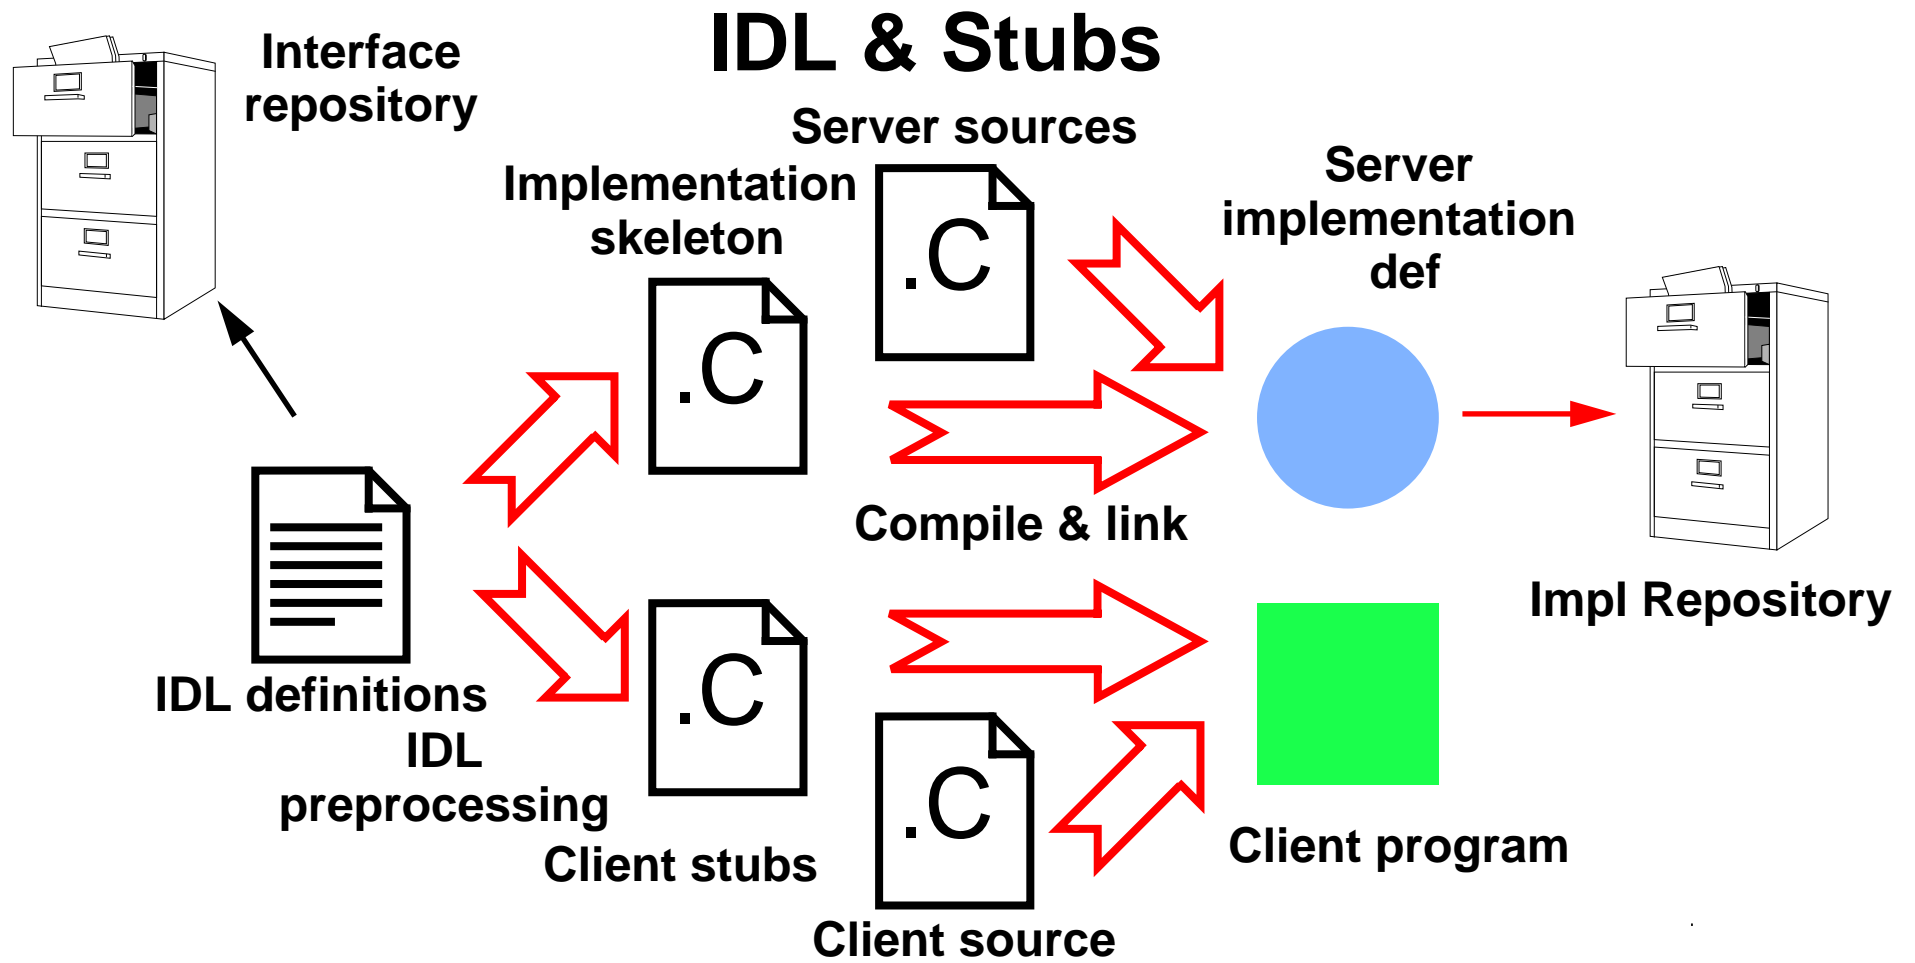 IDL & Stubs
Interface
repository
Server sources
Implementation
skeleton
Server
implementation
def
.C
.C
Compile & link
Impl Repository
IDL definitions
IDL
preprocessing
.C
Client stubs
.C
Client source
Client program